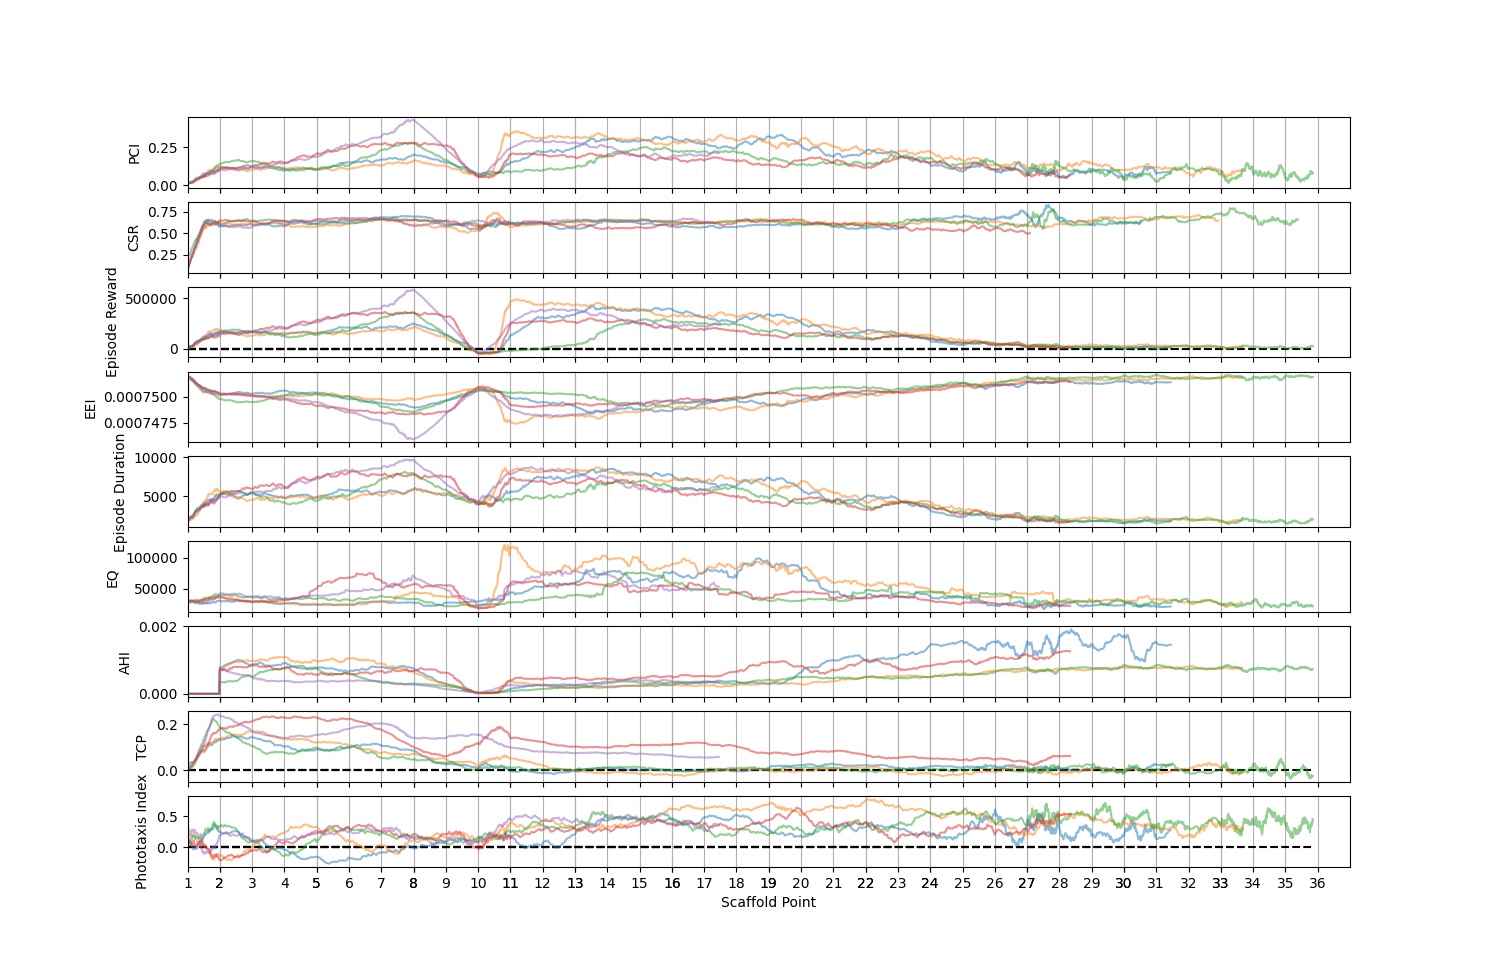 PCI
0.25
0.00
CSR
0.75
0.50
0.25
Episode Reward
500000
0
EEI
0.0007500
0.0007475
Episode Duration
10000
5000
EQ
100000
50000
AHI
0.002
0.000
TCP
0.2
0.0
Phototaxis Index
0.5
0.0
1 2 3 4 5 6 7 8 9 10 11 12 13 14 15 16 17 18 19 20 21 22 23 24 25 26 27 28 29 30 31 32 33 34 35 36
Scaffold Point